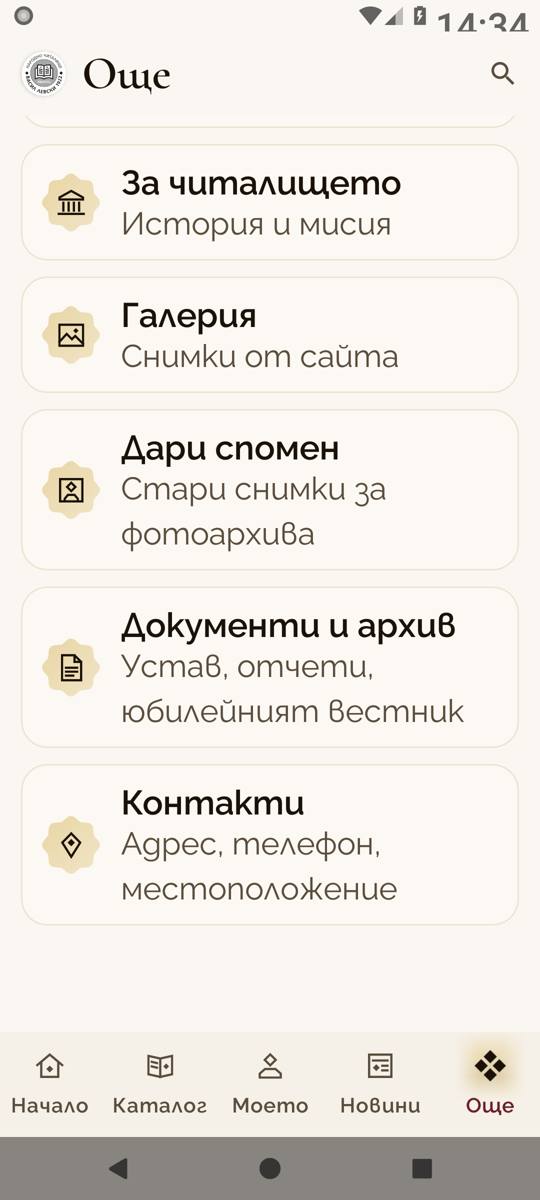 14:34
Още
За читалището
История и мисия
Галерия
Снимки от сайта
Дари спомен
Стари снимки за
фотоархива
Документи и архив
Устав, отчети,
юбилейният вестник
Контакти
Адрес, телефон,
местоположение
Начало
Каталог
Моето
Новини
Още